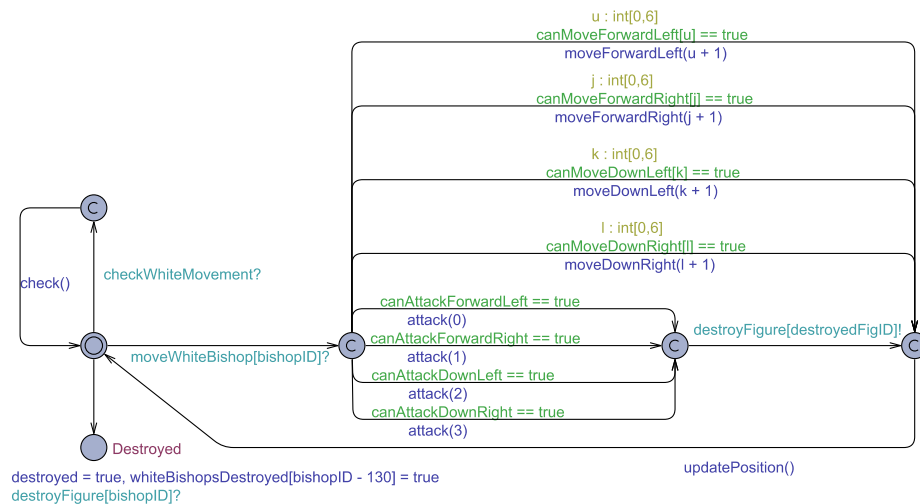 u : int[0,6]
canMoveForwardLeft[u] == true
moveForwardLeft(u + 1)
j : int[0,6]
canMoveForwardRight[j] == true
moveForwardRight(j + 1)
k : int[0,6]
canMoveDownLeft[k] == true
moveDownLeft(k + 1)
l : int[0,6]
canMoveDownRight[l] == true
moveDownRight(l + 1)
C
check()
checkWhiteMovement?
canAttackForwardLeft == true
attack(0)
canAttackForwardRight == true
attack(1)
canAttackDownLeft == true
attack(2)
canAttackDownRight == true
attack(3)
moveWhiteBishop[bishopID]?
C
C
destroyFigure[destroyedFigID]!
C
Destroyed
updatePosition()
destroyed = true, whiteBishopsDestroyed[bishopID - 130] = true
destroyFigure[bishopID]?